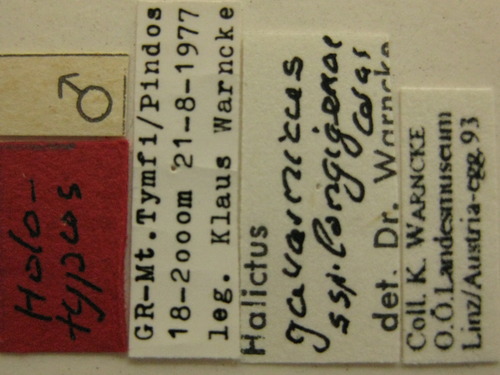 ♂
Holo-
typus
GR-Mt.Tymfi/Pindos
18-2000m 21-8-1977
leg. Klaus Warncke
Halictus
ssp. longigenae
det. Dr. Warncke
Coll. K. WARNCKE
O.Ö.Landesmuseum
Linz/Austria-egg.93